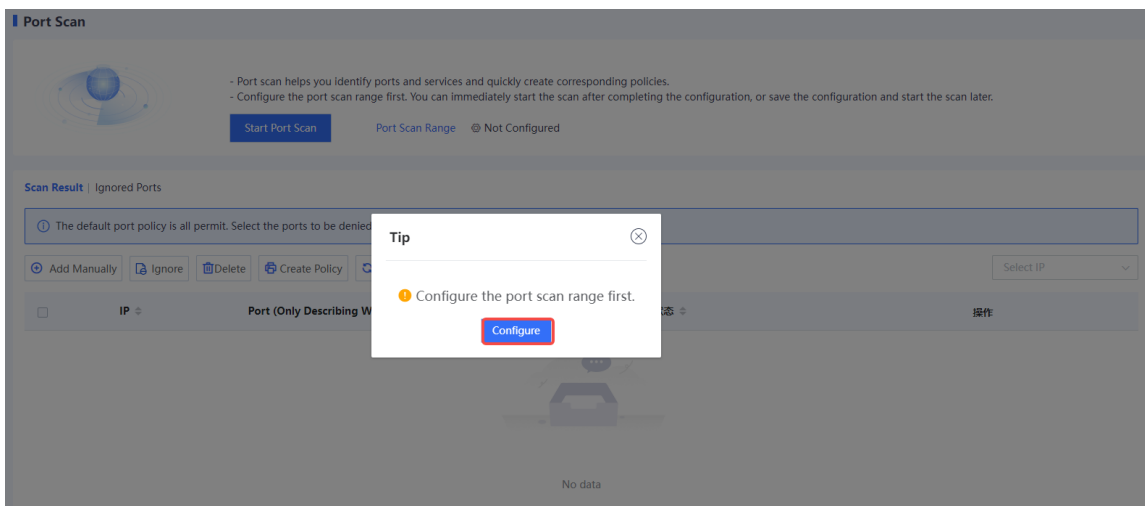 Port Scan
- Port scan helps you identify ports and services and quickly create corresponding policies.
- Configure the port scan range first. You can immediately start the scan after completing the configuration, or save the configuration and start the scan later.
Start Port Scan Port Scan Range Not Configured
Scan Result | Ignored Ports
The default port policy is all permit. Select the ports to be denied
Tip
Add Manually Ignore Delete Create Policy Select IP
Configure the port scan range first.
IP Port (Only Describing W 态 操作
Configure
No data